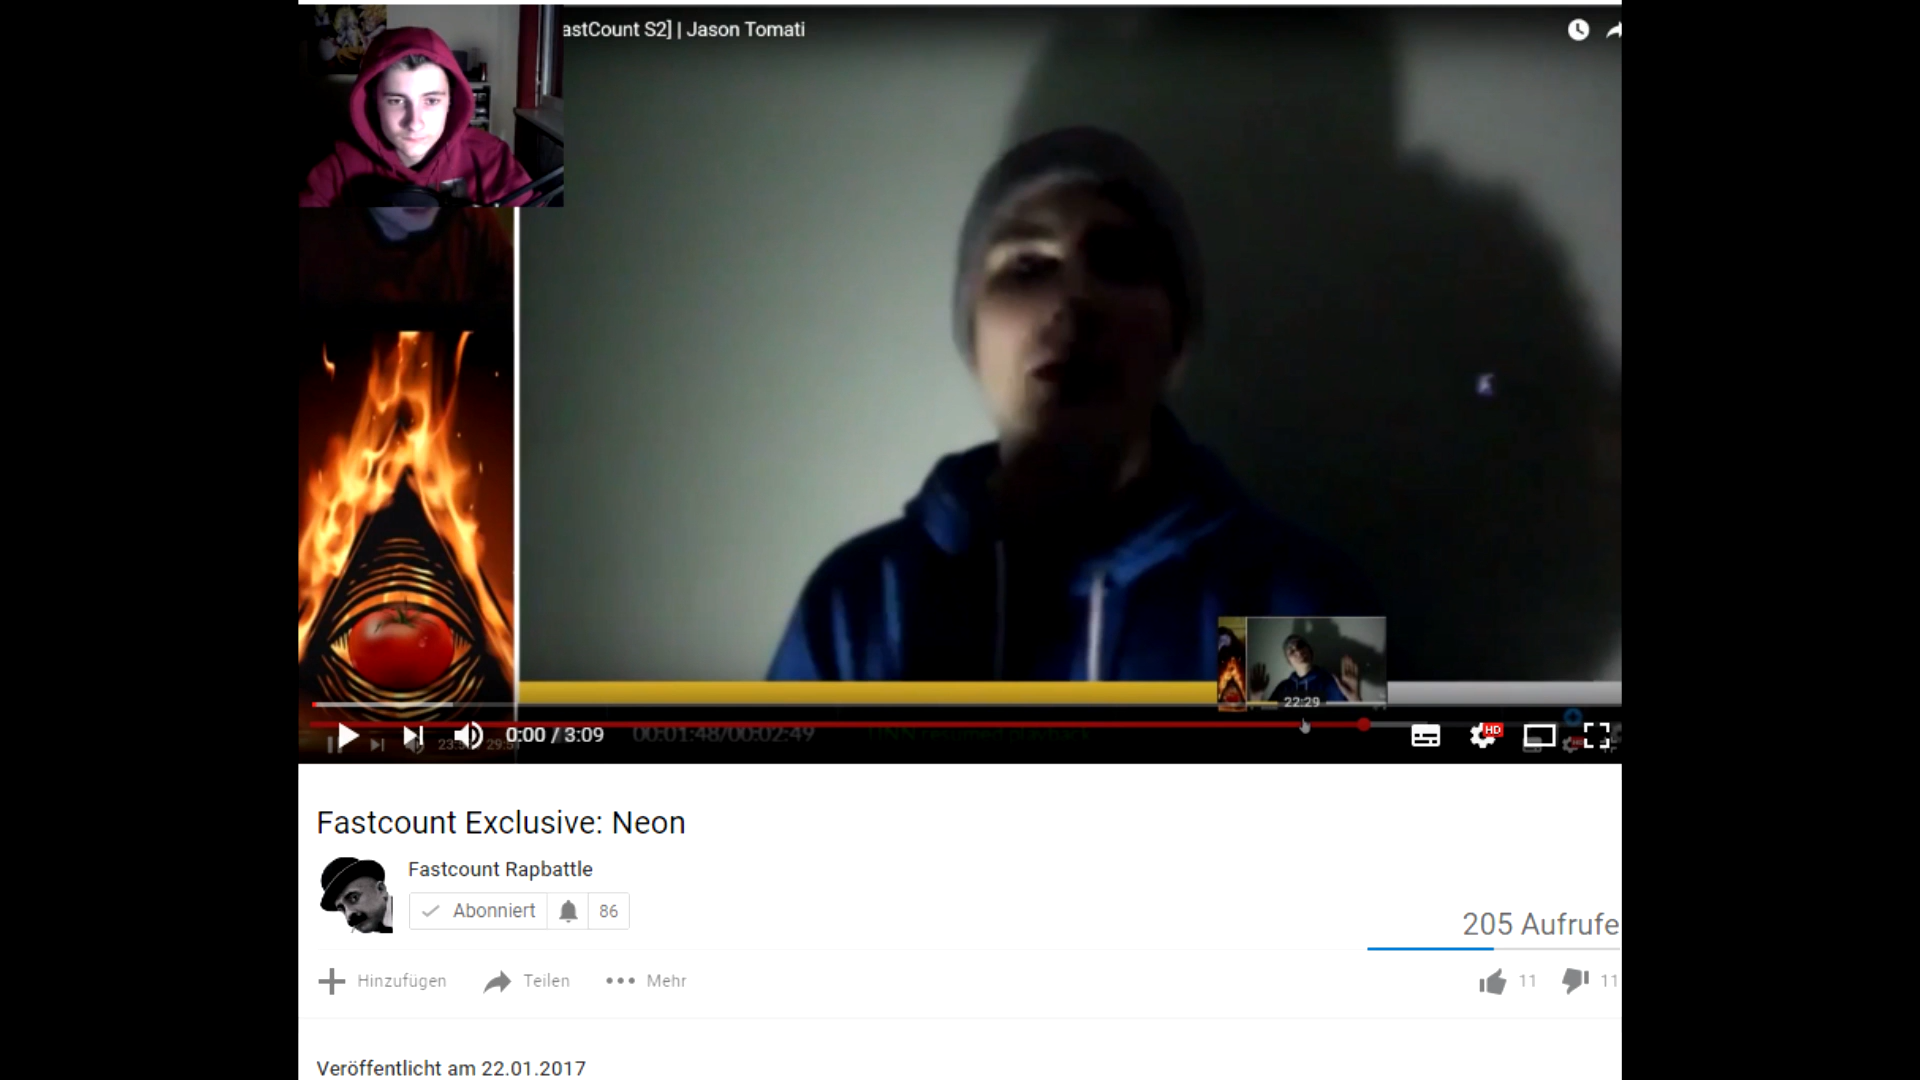 astCount S2] | Jason Tomati
22:29
0:00 / 3:09
00:01:48/00:02:49
HD
Fastcount Exclusive: Neon
Fastcount Rapbattle
Abonniert
86
205 Aufrufe
Hinzufügen
Teilen
Mehr
11
11
Veröffentlicht am 22.01.2017